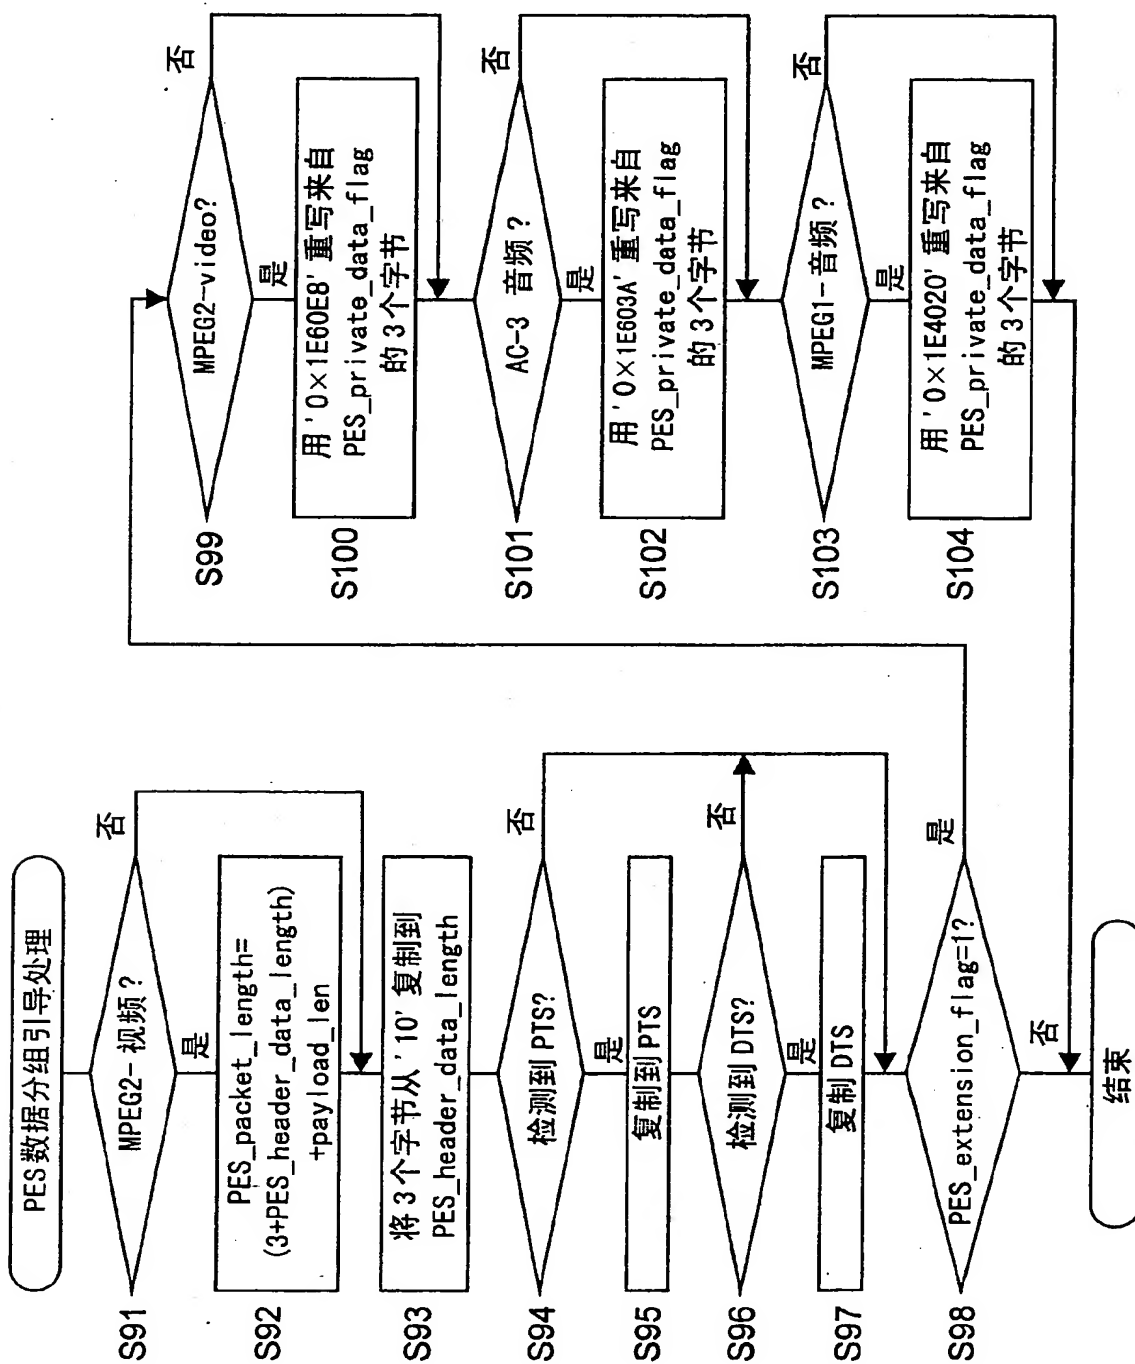 PES数据分组引导处理
S91
MPEG2-视频?
否
是
S92
PES_packet_length=
(3+PES_header_data_length)
+payload_len
S93
将3个字节从'10'复制到
PES_header_data_length
S94
检测到PTS?
否
是
S95
复制到PTS
S96
检测到DTS?
否
是
S97
复制DTS
S98
PES_extension_flag=1?
是
否
结束
S99
MPEG2-video?
否
是
S100
用'0×1E60E8'重写来自
PES_private_data_flag
的3个字节
S101
AC-3 音频?
否
是
S102
用'0×1E603A'重写来自
PES_private_data_flag
的3个字节
S103
MPEG1-音频?
否
是
S104
用'0×1E4020'重写来自
PES_private_data_flag
的3个字节